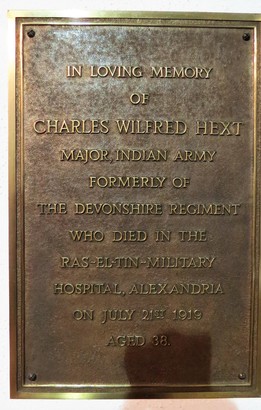 IN LOVING MEMORY
OF
CHARLES WILFRED HEXT
MAJOR, INDIAN ARMY
FORMERLY OF
THE DEVONSHIRE REGIMENT
WHO DIED IN THE
RAS-EL-TIN-MILITARY
HOSPITAL, ALEXANDRIA
ON JULY 21ST 1919
AGED 38.